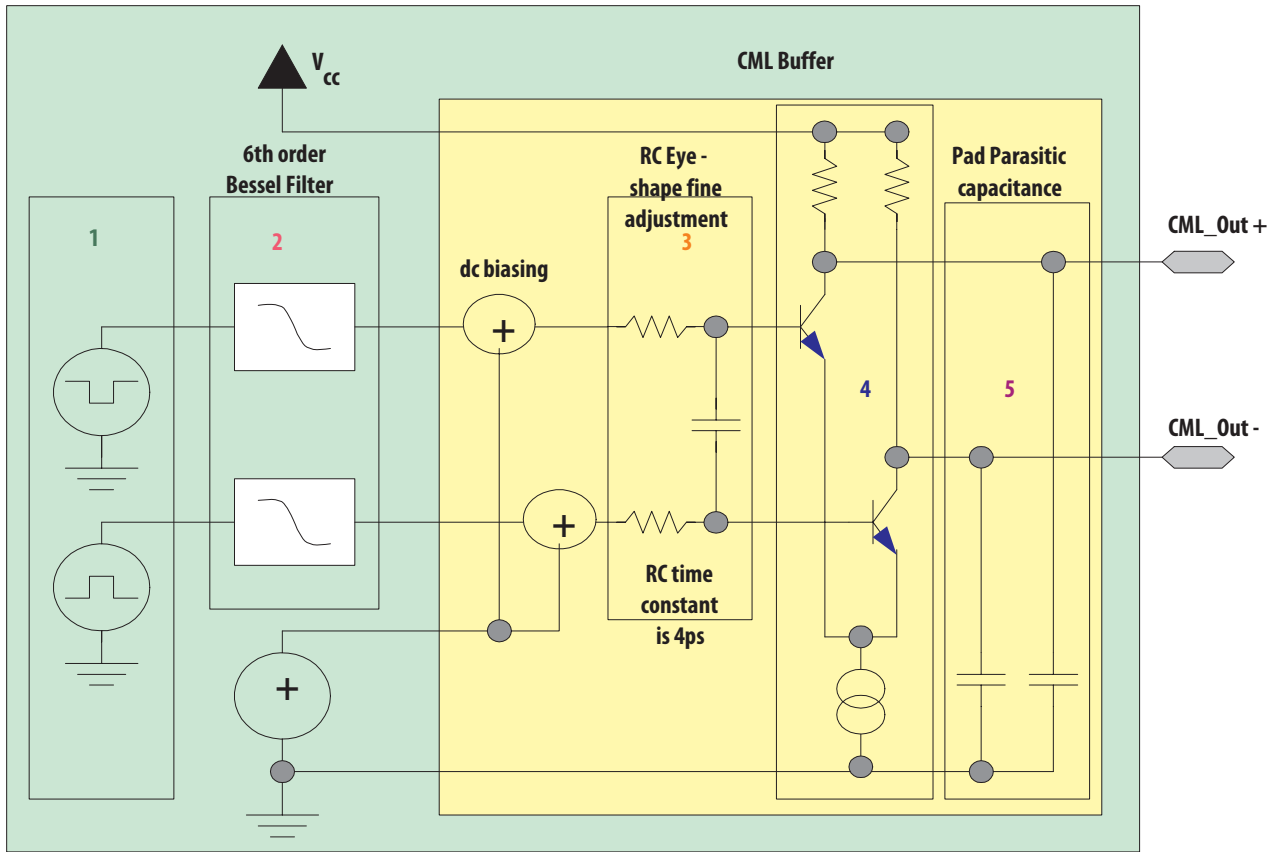 V
cc
CML Buffer
6th order
Bessel Filter
RC Eye -
shape fine
adjustment
Pad Parasitic
capacitance
1
2
3
CML_Out +
dc biasing
+
4
5
CML_Out -
+
RC time
constant
is 4ps
+